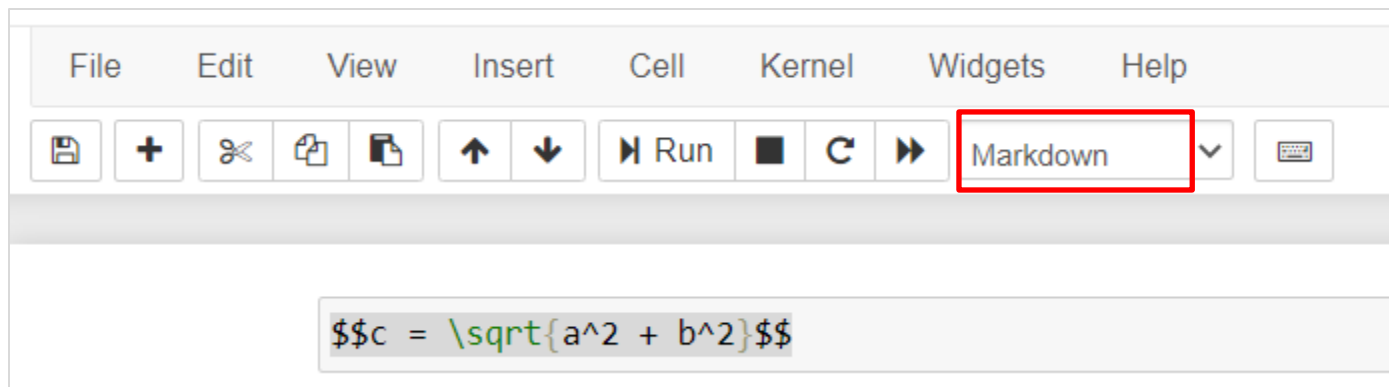 File Edit View Insert Cell Kernel Widgets Help
Run Markdown
$$c = \sqrt{a^2 + b^2}$$